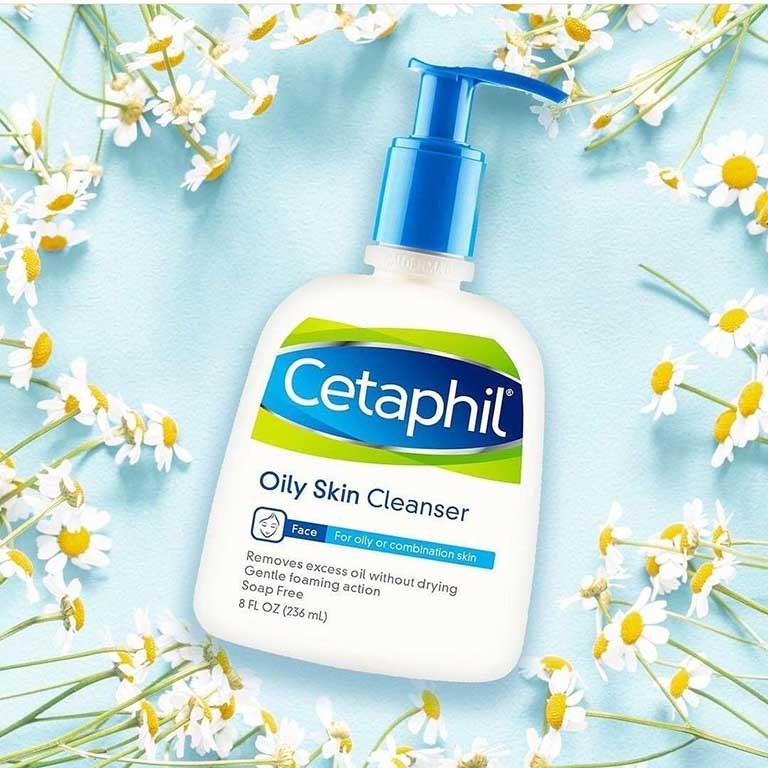 Cetaphil®
Oily Skin Cleanser
Face For oily or combination skin
Removes excess oil without drying
Gentle foaming action
Soap Free
8 FL OZ (236 mL)